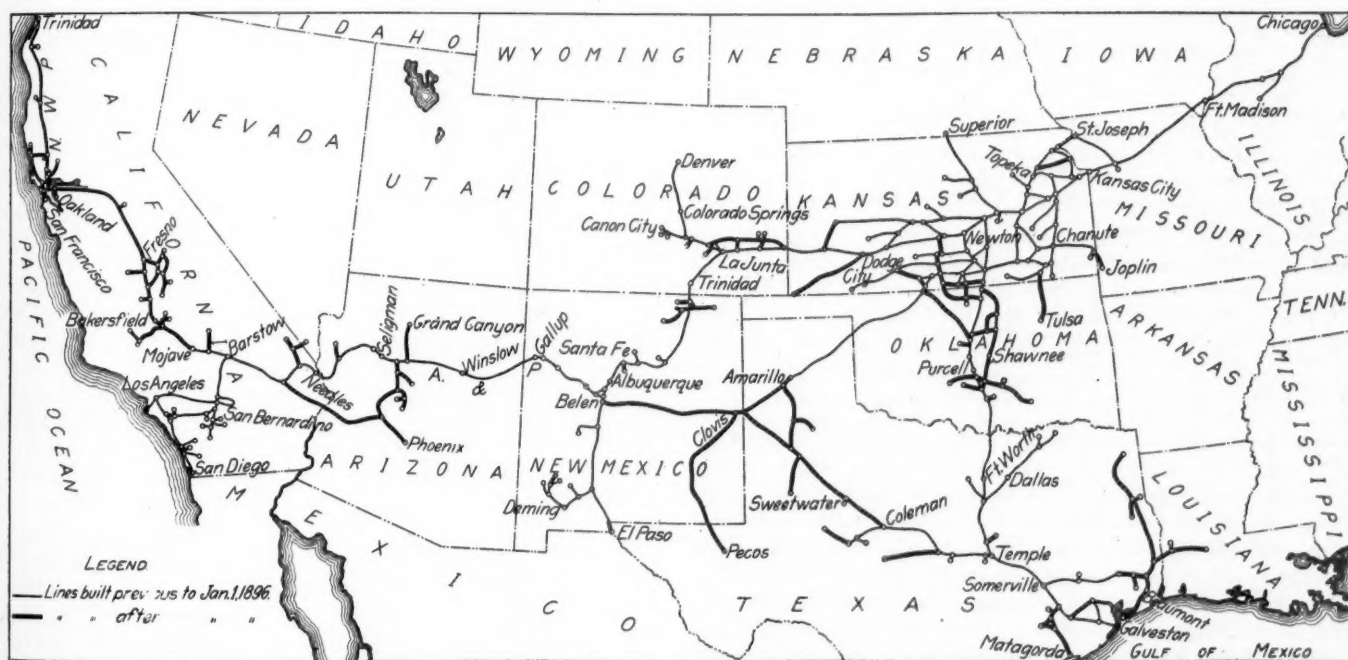 Trinidad
IDAHO
WYOMING
NEBRASKA
IOWA
Chicago
CALIFORNIA
NEVADA
UTAH
COLORADO
KANSAS
MISSOURI
ILLINOIS
Ft. Madison
Superior
St. Joseph
Topeka
Kansas City
Denver
Colorado Springs
Canon City
La Junta
Trinidad
Dodge
City
Newton
Chanute
Joplin
N.W.P.
Oakland
San Francisco
Fresno
PACIFIC OCEAN
Bakersfield
Mojave
Barstow
Los Angeles
San Bernardino
San Diego
Needles
Seligman
Grand Canyon
Winslow
A. & P.
Gallup
Santa Fe
Albuquerque
Belen
Phoenix
ARIZONA
NEW MEXICO
Clovis
Amarillo
OKLAHOMA
Tulsa
Shawnee
Purcell
ARKANSAS
TENN.
MISSISSIPPI
LOUISIANA
Deming
El Paso
Pecos
Sweetwater
Coleman
Ft. Worth
Dallas
Temple
Somerville
Galveston
Matagorda
MEXICO
TEXAS
GULF OF MEXICO
LEGEND
Lines built previous to Jan. 1, 1896.
" " after " "